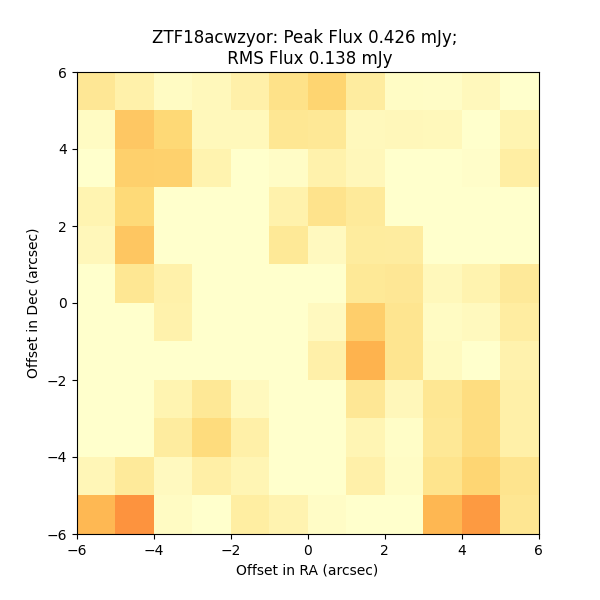 ZTF18acwzyor: Peak Flux 0.426 mJy;
RMS Flux 0.138 mJy
6
4
2
0
−2
−4
−6
Offset in Dec (arcsec)
−6 −4 −2 0 2 4 6
Offset in RA (arcsec)